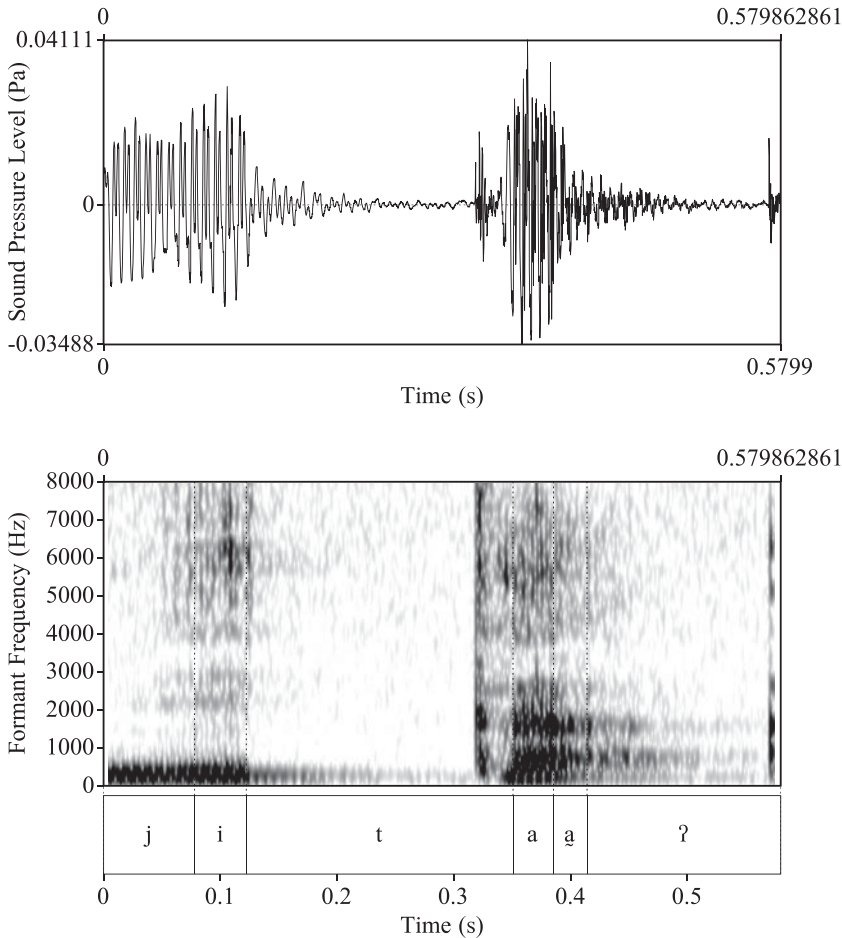 0 0.579862861
0.04111
Sound Pressure Level (Pa)
0
-0.03488
0 0.5799
Time (s)
0 0.579862861
8000
7000
6000
5000
4000
3000
2000
1000
0
Formant Frequency (Hz)
j i t a a̰ ʔ
0 0.1 0.2 0.3 0.4 0.5
Time (s)